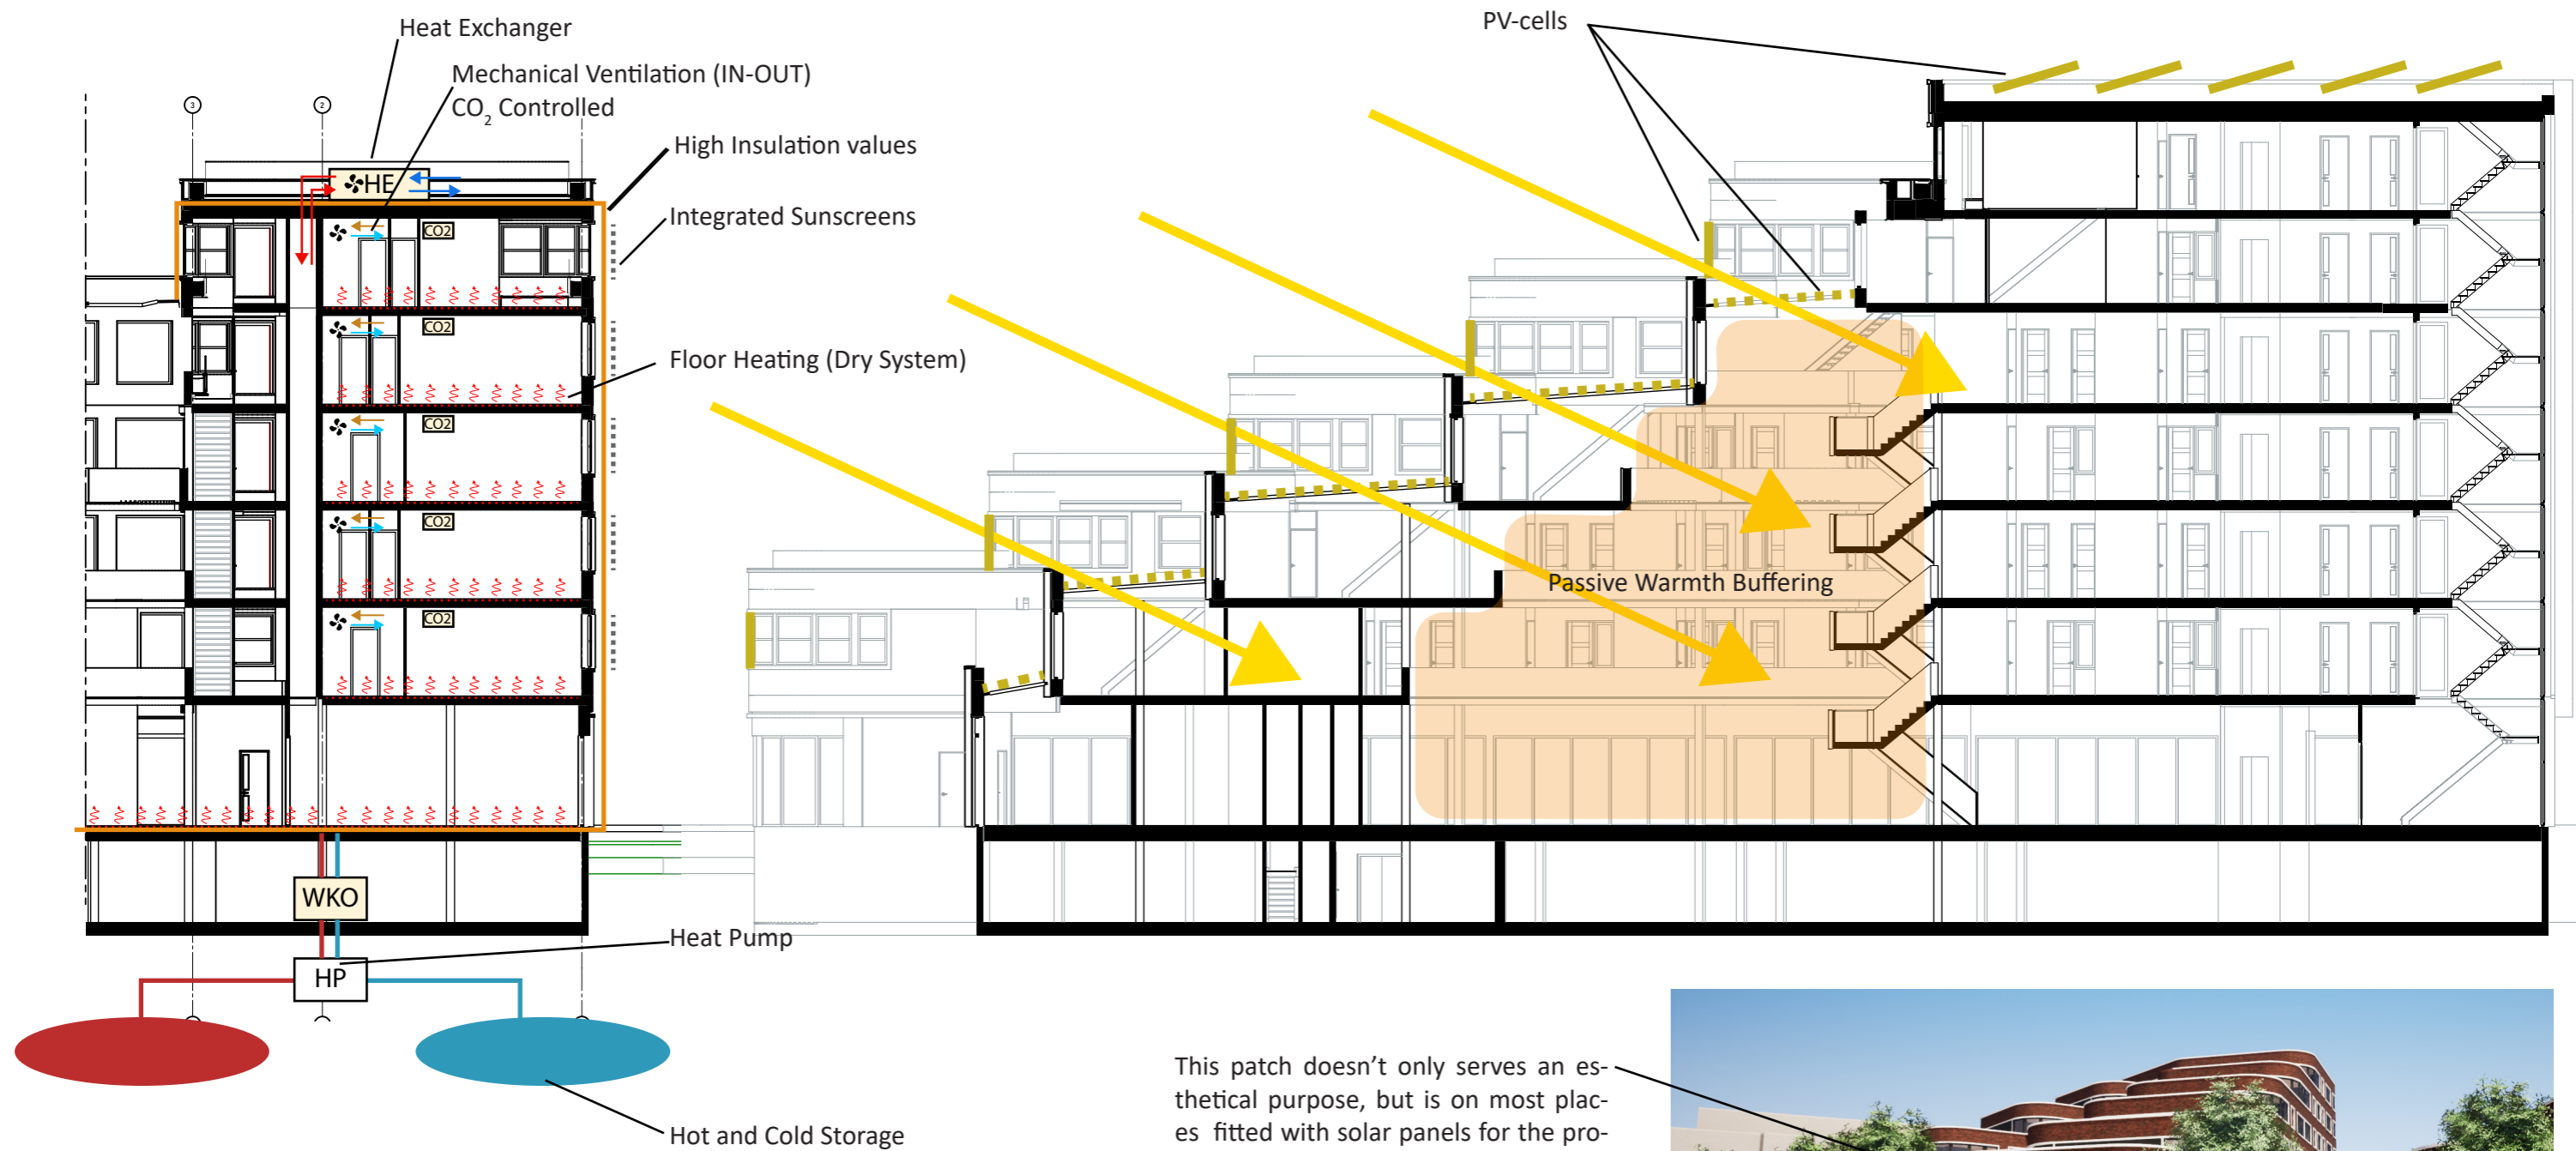 Heat Exchanger
Mechanical Ventilation (IN-OUT)
CO₂ Controlled
3
2
High Insulation values
HE
Integrated Sunscreens
CO2
Floor Heating (Dry System)
CO2
CO2
CO2
CO2
WKO
Heat Pump
HP
Hot and Cold Storage
PV-cells
Passive Warmth Buffering
This patch doesn't only serves an es-
thetical purpose, but is on most plac-
es fitted with solar panels for the pro-